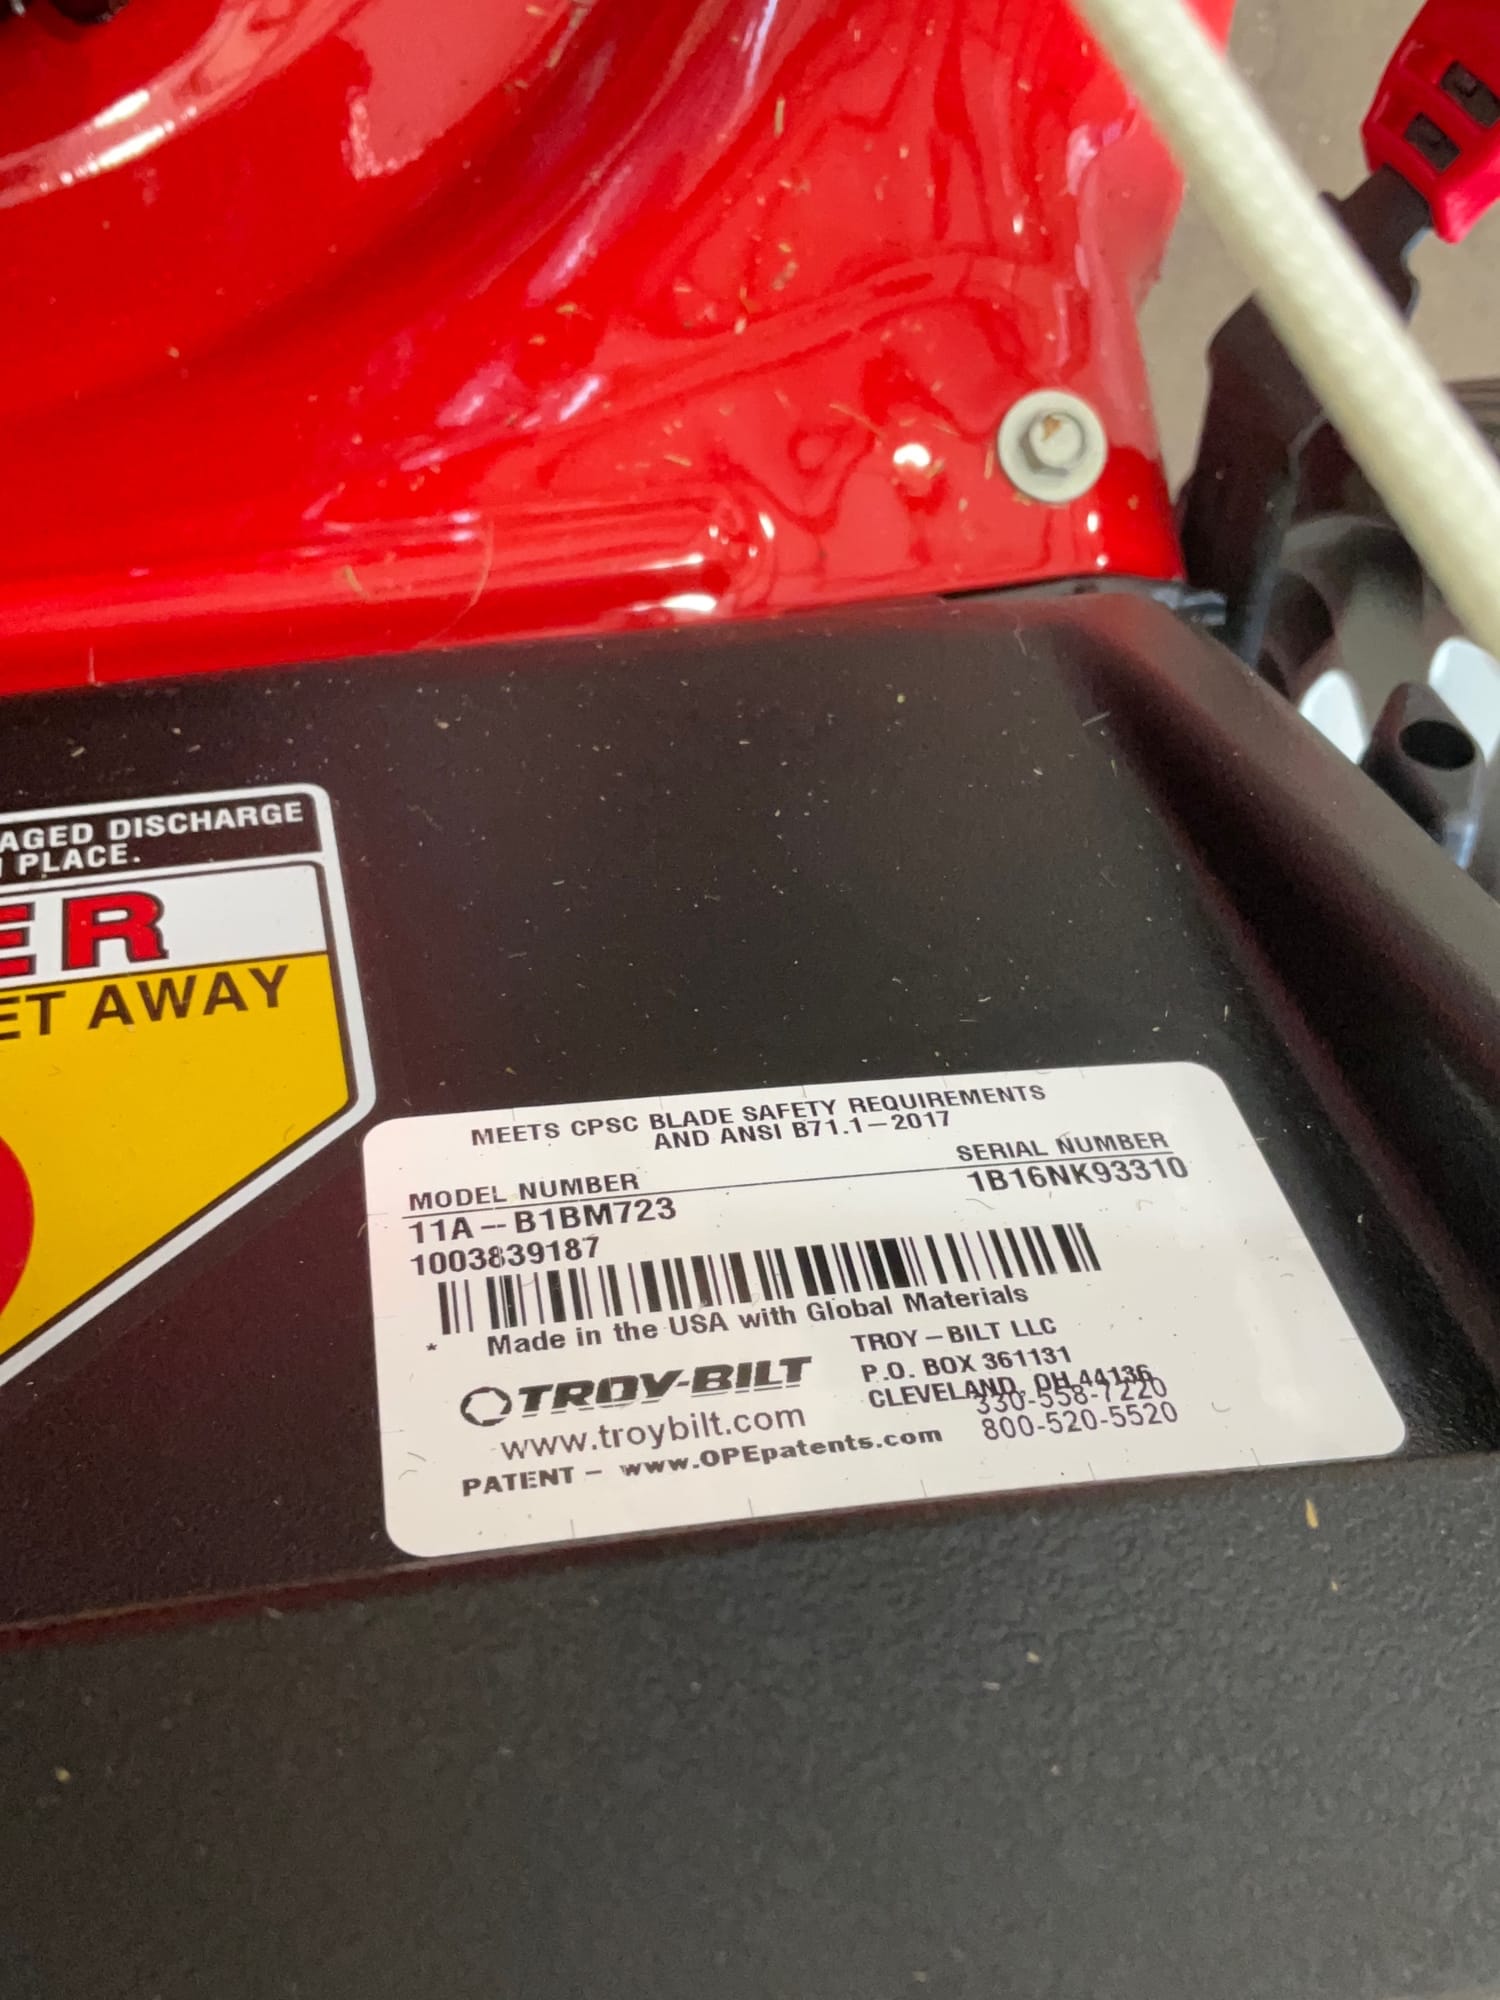 AGED DISCHARGE
PLACE.
ER
ET AWAY
MEETS CPSC BLADE SAFETY REQUIREMENTS
AND ANSI B71.1-2017
MODEL NUMBER
SERIAL NUMBER
11A--B1BM723
1B16NK93310
1003839187
* Made in the USA with Global Materials
TROY-BILT
www.troybilt.com
PATENT - www.OPEpatents.com
TROY-BILT LLC
P.O. BOX 361131
CLEVELAND, OH 44136
330-558-7220
800-520-5520